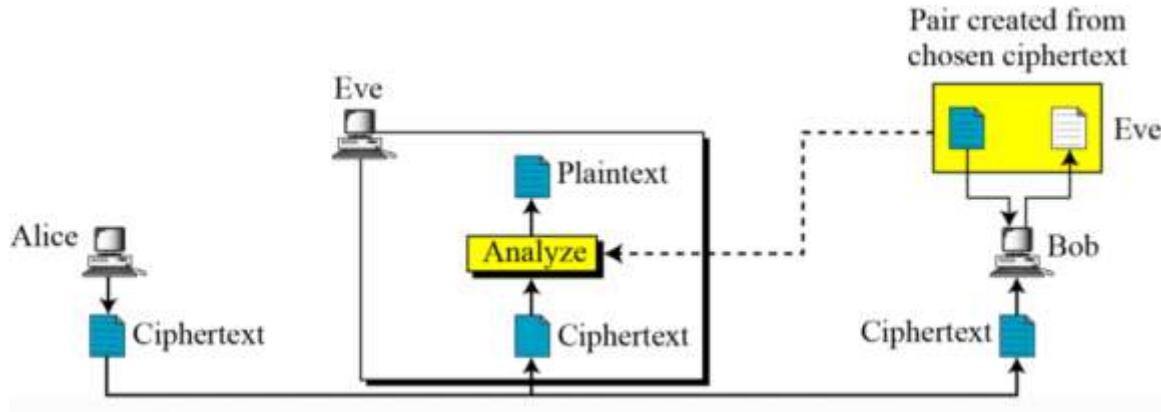 Pair created from
chosen ciphertext
Eve
Eve
Plaintext
Alice
Analyze
Bob
Ciphertext
Ciphertext
Ciphertext